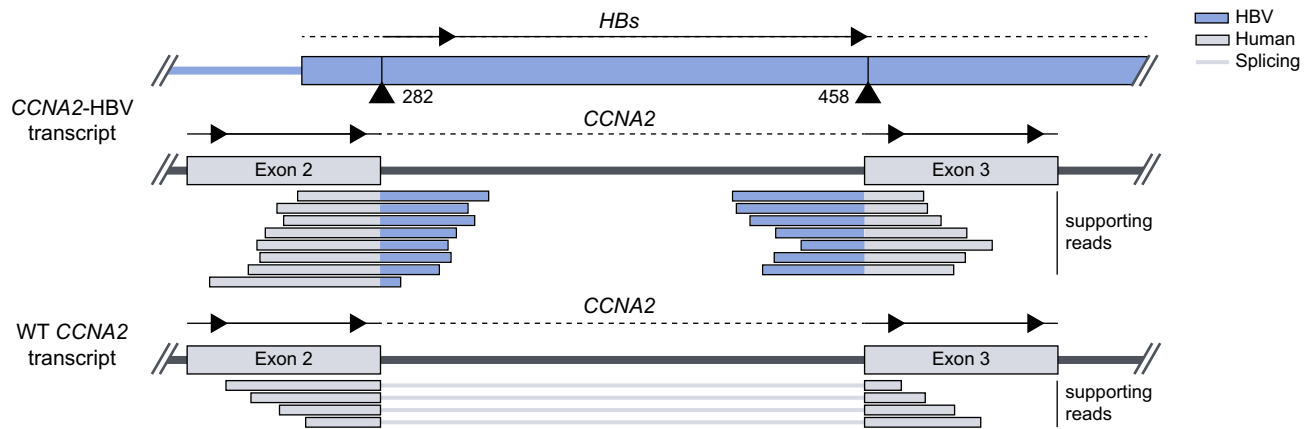 HBs
HBV
Human
Splicing
282
458
CCNA2-HBV
transcript
CCNA2
Exon 2
Exon 3
supporting
reads
WT CCNA2
transcript
CCNA2
Exon 2
Exon 3
supporting
reads